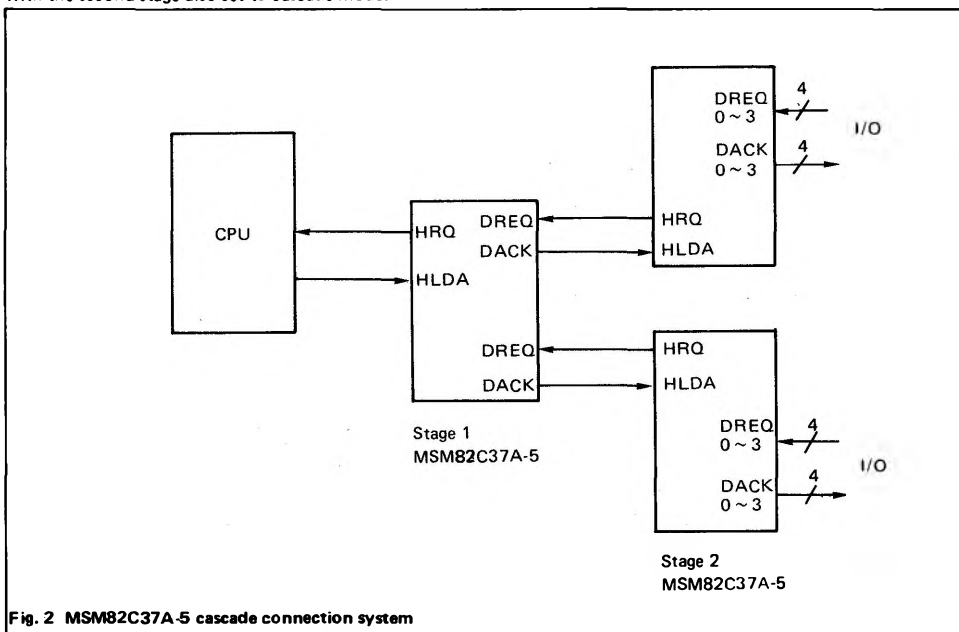 DREQ
0 ~ 3
4
I/O
DACK
0 ~ 3
4
CPU
HRQ
DREQ
HRQ
DACK
HLDA
HLDA
DREQ
HRQ
DACK
HLDA
Stage 1
MSM82C37A-5
DREQ
0 ~ 3
4
I/O
DACK
0 ~ 3
4
Stage 2
MSM82C37A-5
Fig. 2 MSM82C37A-5 cascade connection system